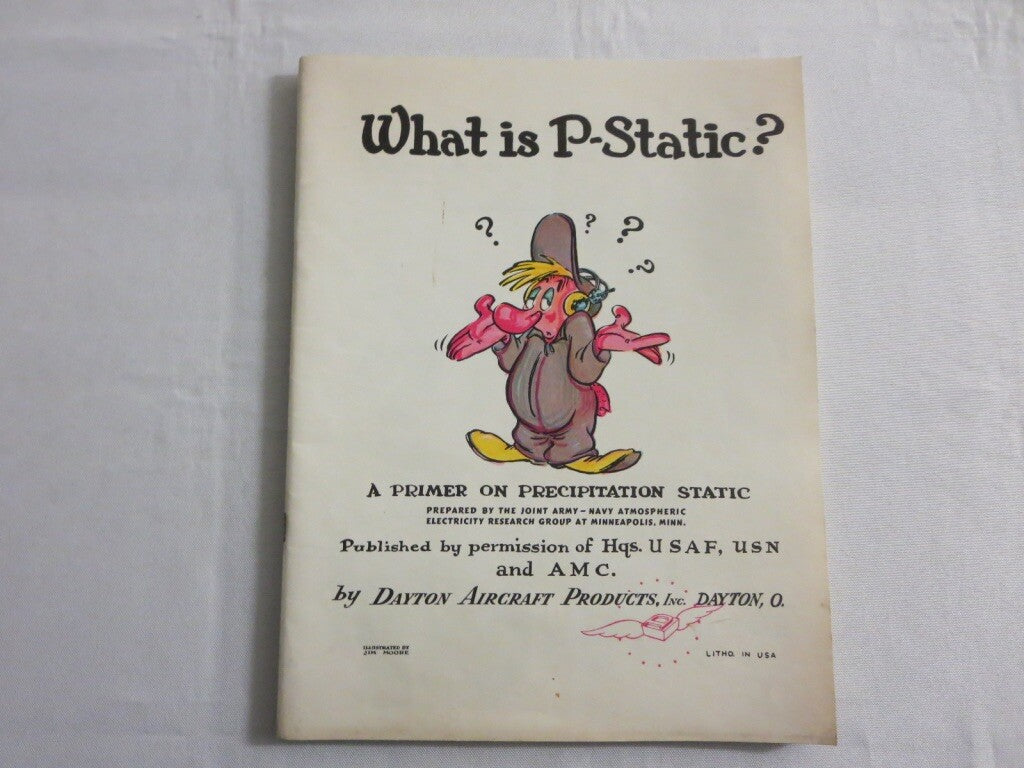 What is P-Static?
? ? ? ?
A PRIMER ON PRECIPITATION STATIC
PREPARED BY THE JOINT ARMY - NAVY ATMOSPHERIC
ELECTRICITY RESEARCH GROUP AT MINNEAPOLIS, MINN.
Published by permission of Hqs. USAF, USN
and AMC.
by DAYTON AIRCRAFT PRODUCTS, INC. DAYTON, O.
ILLUSTRATED BY
JIM MOORE
LITHO. IN USA